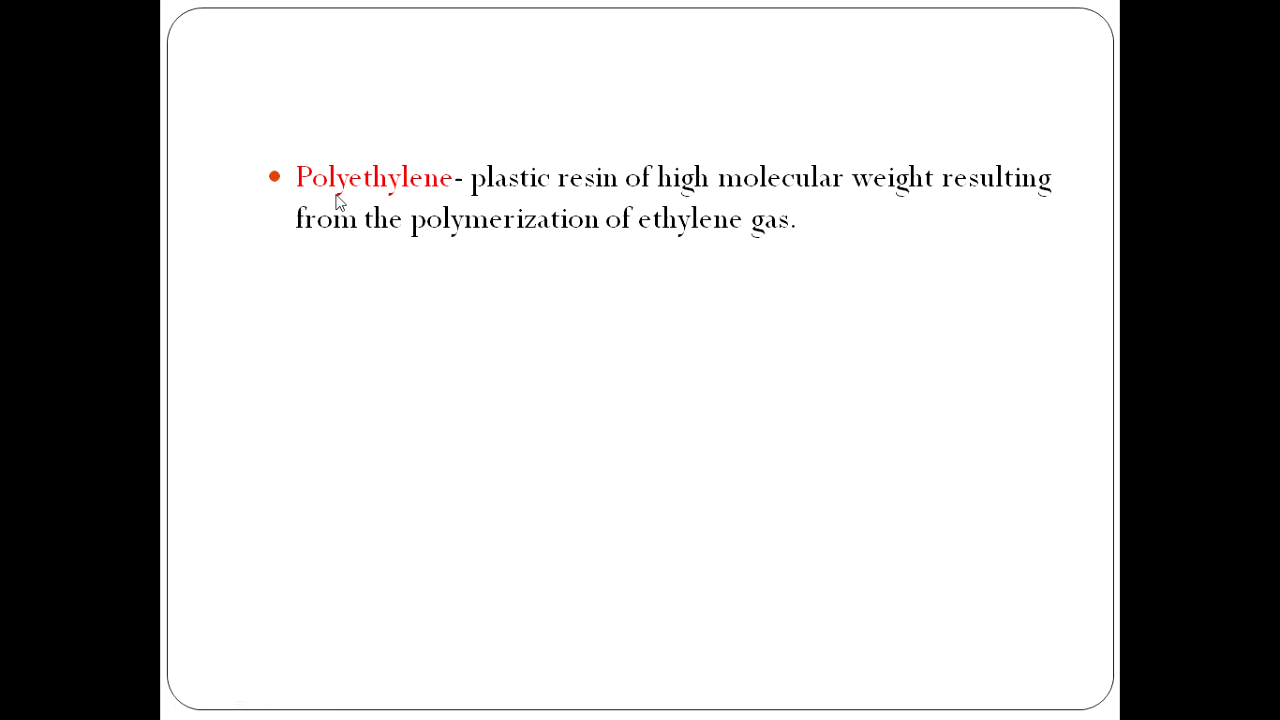 Polyethylene- plastic resin of high molecular weight resulting
from the polymerization of ethylene gas.